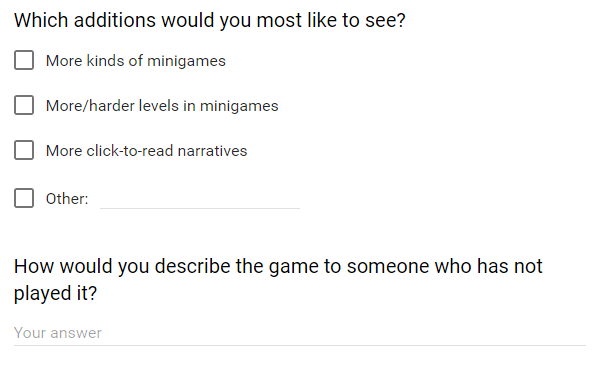 Which additions would you most like to see?
More kinds of minigames
More/harder levels in minigames
More click-to-read narratives
Other:
How would you describe the game to someone who has not
played it?
Your answer